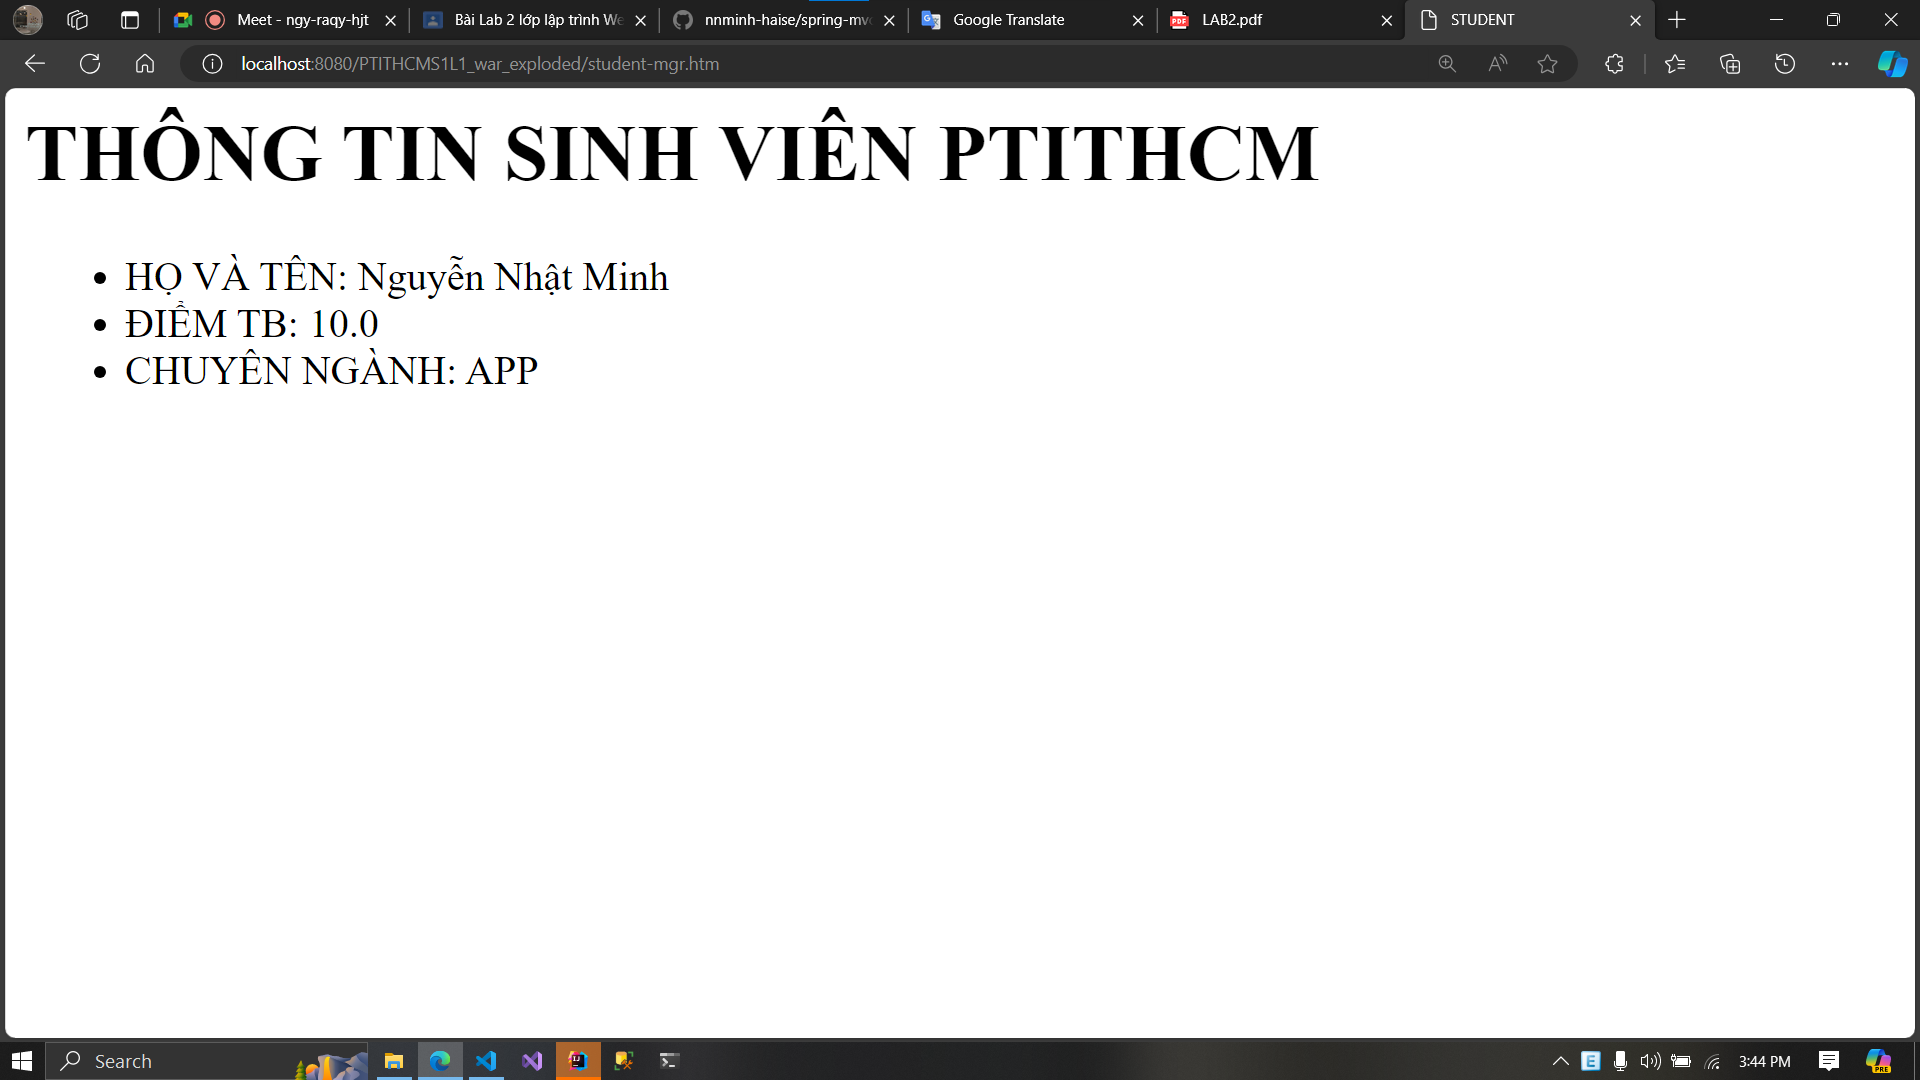 Meet - ngy-raqy-hjt
Bài Lab 2 lớp lập trình We
nnminh-haise/spring-mv
Google Translate
LAB2.pdf
STUDENT
localhost:8080/PTITHCMS1L1_war_exploded/student-mgr.htm
THÔNG TIN SINH VIÊN PTITHCM
• HỌ VÀ TÊN: Nguyễn Nhật Minh
• ĐIỂM TB: 10.0
• CHUYÊN NGÀNH: APP
Search
3:44 PM